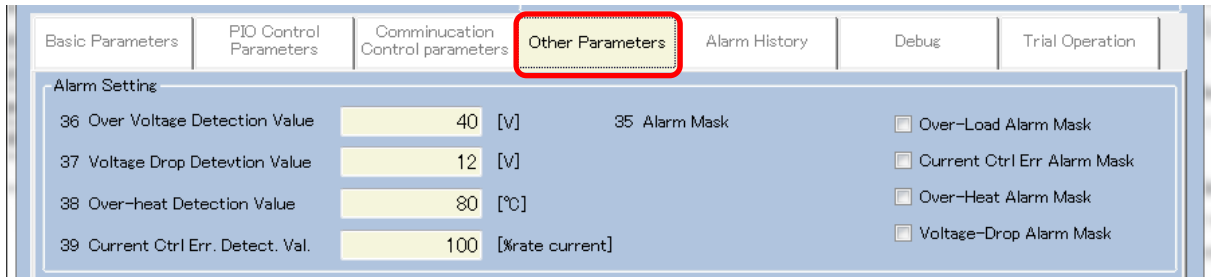 Basic Parameters
PIO Control
Parameters
Comminucation
Control parameters
Other Parameters
Alarm History
Debug
Trial Operation
Alarm Setting
36 Over Voltage Detection Value 40 [V] 35 Alarm Mask Over-Load Alarm Mask
37 Voltage Drop Detevtion Value 12 [V] Current Ctrl Err Alarm Mask
38 Over-heat Detection Value 80 [℃] Over-Heat Alarm Mask
39 Current Ctrl Err. Detect. Val. 100 [%rate current] Voltage-Drop Alarm Mask